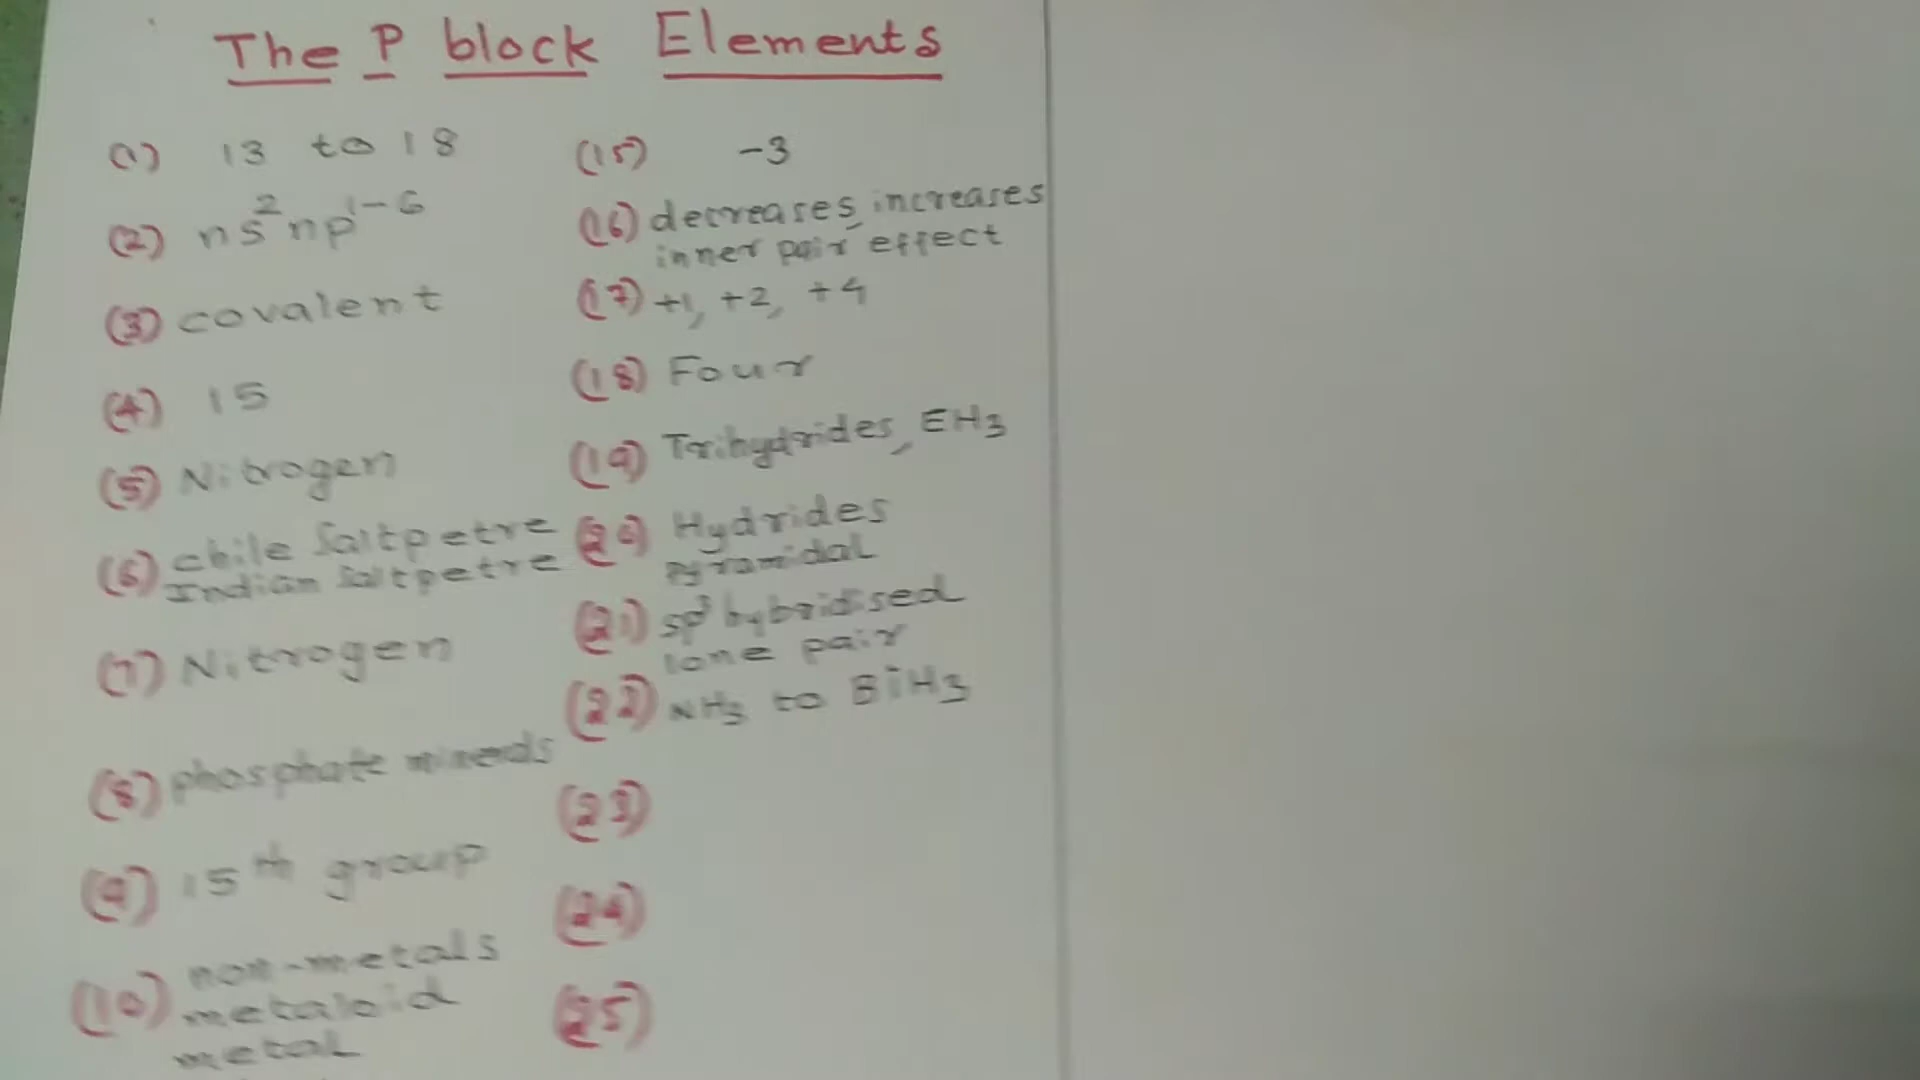 The P block Elements
(1) 13 to 18
(2) ns²np¹⁻⁶
(3) covalent
(4) 15
(5) Nitrogen
(6) chile Saltpetre
Indian Saltpetre
(7) Nitrogen
(8) phosphate minerals
(9) 15th group
(10) non-metals
metaloid
metal
(15) -3
(16) decreases, increases
inner pair effect
(17) +1, +2, +4
(18) Four
(19) Trihydrides, EH3
(20) Hydrides
Pyramidal
(21) sp³ hybridised
lone pair
(22) NH3 to BiH3
(23)
(24)
(25)